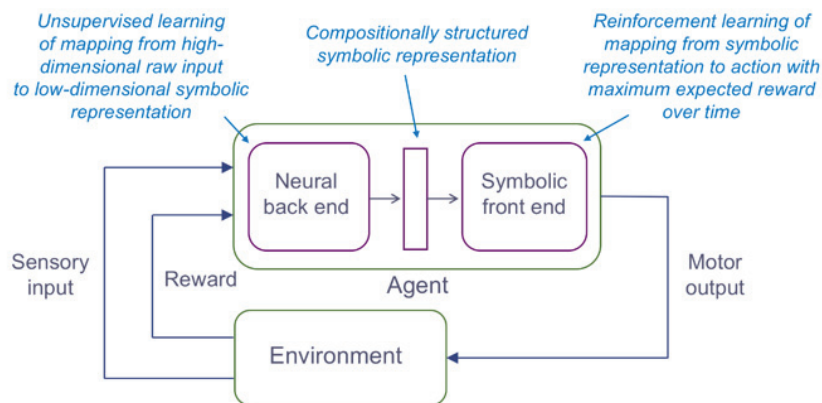 Unsupervised learning
of mapping from high-
dimensional raw input
to low-dimensional symbolic
representation
Compositionally structured
symbolic representation
Reinforcement learning of
mapping from symbolic
representation to action with
maximum expected reward
over time
Neural
back end
Symbolic
front end
Sensory
input
Reward
Agent
Motor
output
Environment